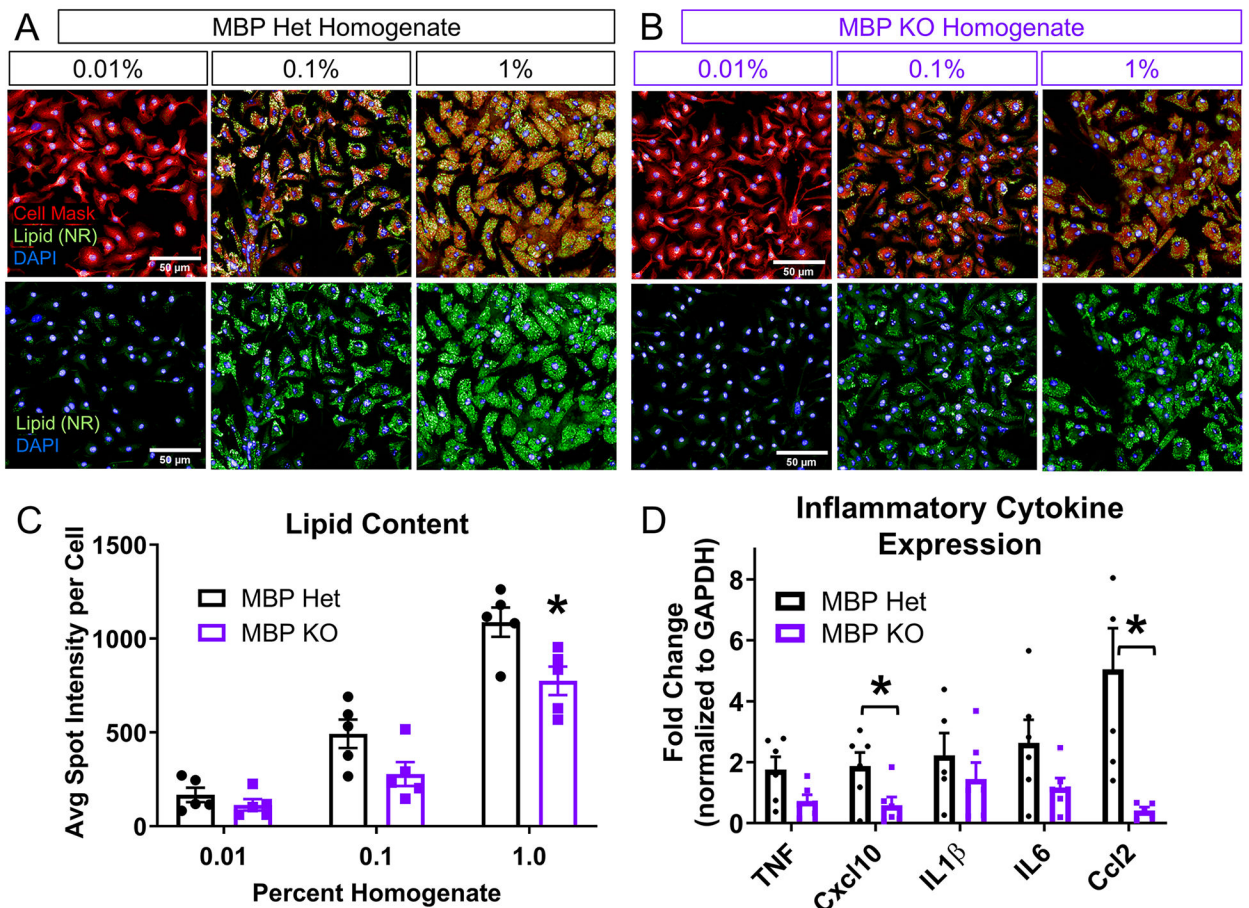 A
MBP Het Homogenate
0.01%
0.1%
1%
Cell Mask
Lipid (NR)
DAPI
50 µm
Lipid (NR)
DAPI
50 µm
B
MBP KO Homogenate
0.01%
0.1%
1%
50 µm
50 µm
C
Lipid Content
Avg Spot Intensity per Cell
1500
1000
500
0
MBP Het
MBP KO
*
0.01
0.1
1.0
Percent Homogenate
D
Inflammatory Cytokine
Expression
Fold Change
(normalized to GAPDH)
8
6
4
2
0
MBP Het
MBP KO
*
*
TNF
Cxcl10
IL1β
IL6
Ccl2